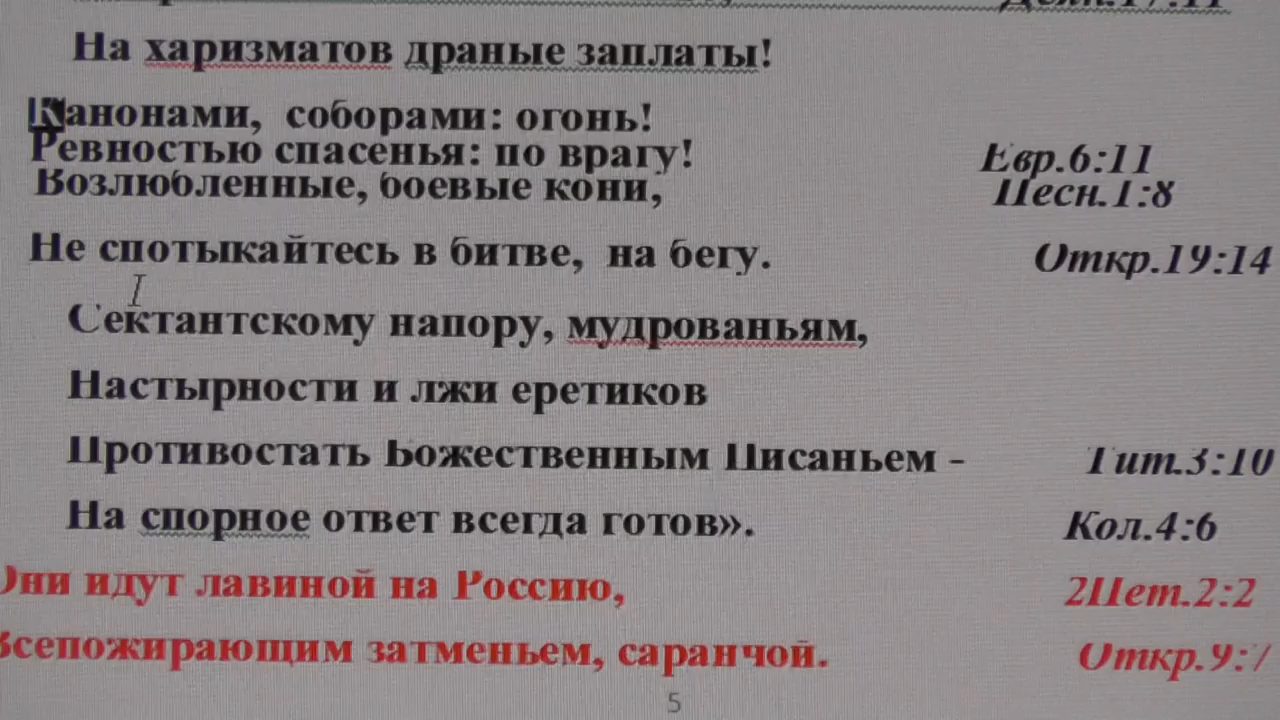 Деян.17:11
На харизматов драные заплаты!
Канонами, соборами: огонь!
Ревностью спасенья: по врагу! Евр.6:11
Возлюбленные, боевые кони, Песн.1:8
Не спотыкайтесь в битве, на бегу. Откр.19:14
Сектантскому напору, мудрованьям,
Настырности и лжи еретиков
Противостать Божественным Писаньем - Тит.3:10
На спорное ответ всегда готов». Кол.4:6
Они идут лавиной на Россию, 2Пет.2:2
Всепожирающим затменьем, саранчой. Откр.9:7
5